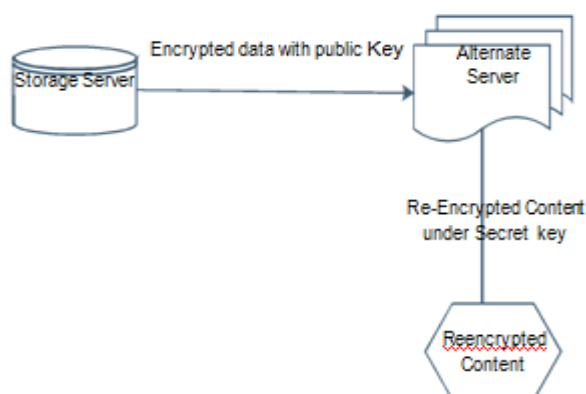 Encrypted data with public Key
Storage Server
Alternate
Server
Re-Encrypted Content
under Secret key
Reencrypted
Content